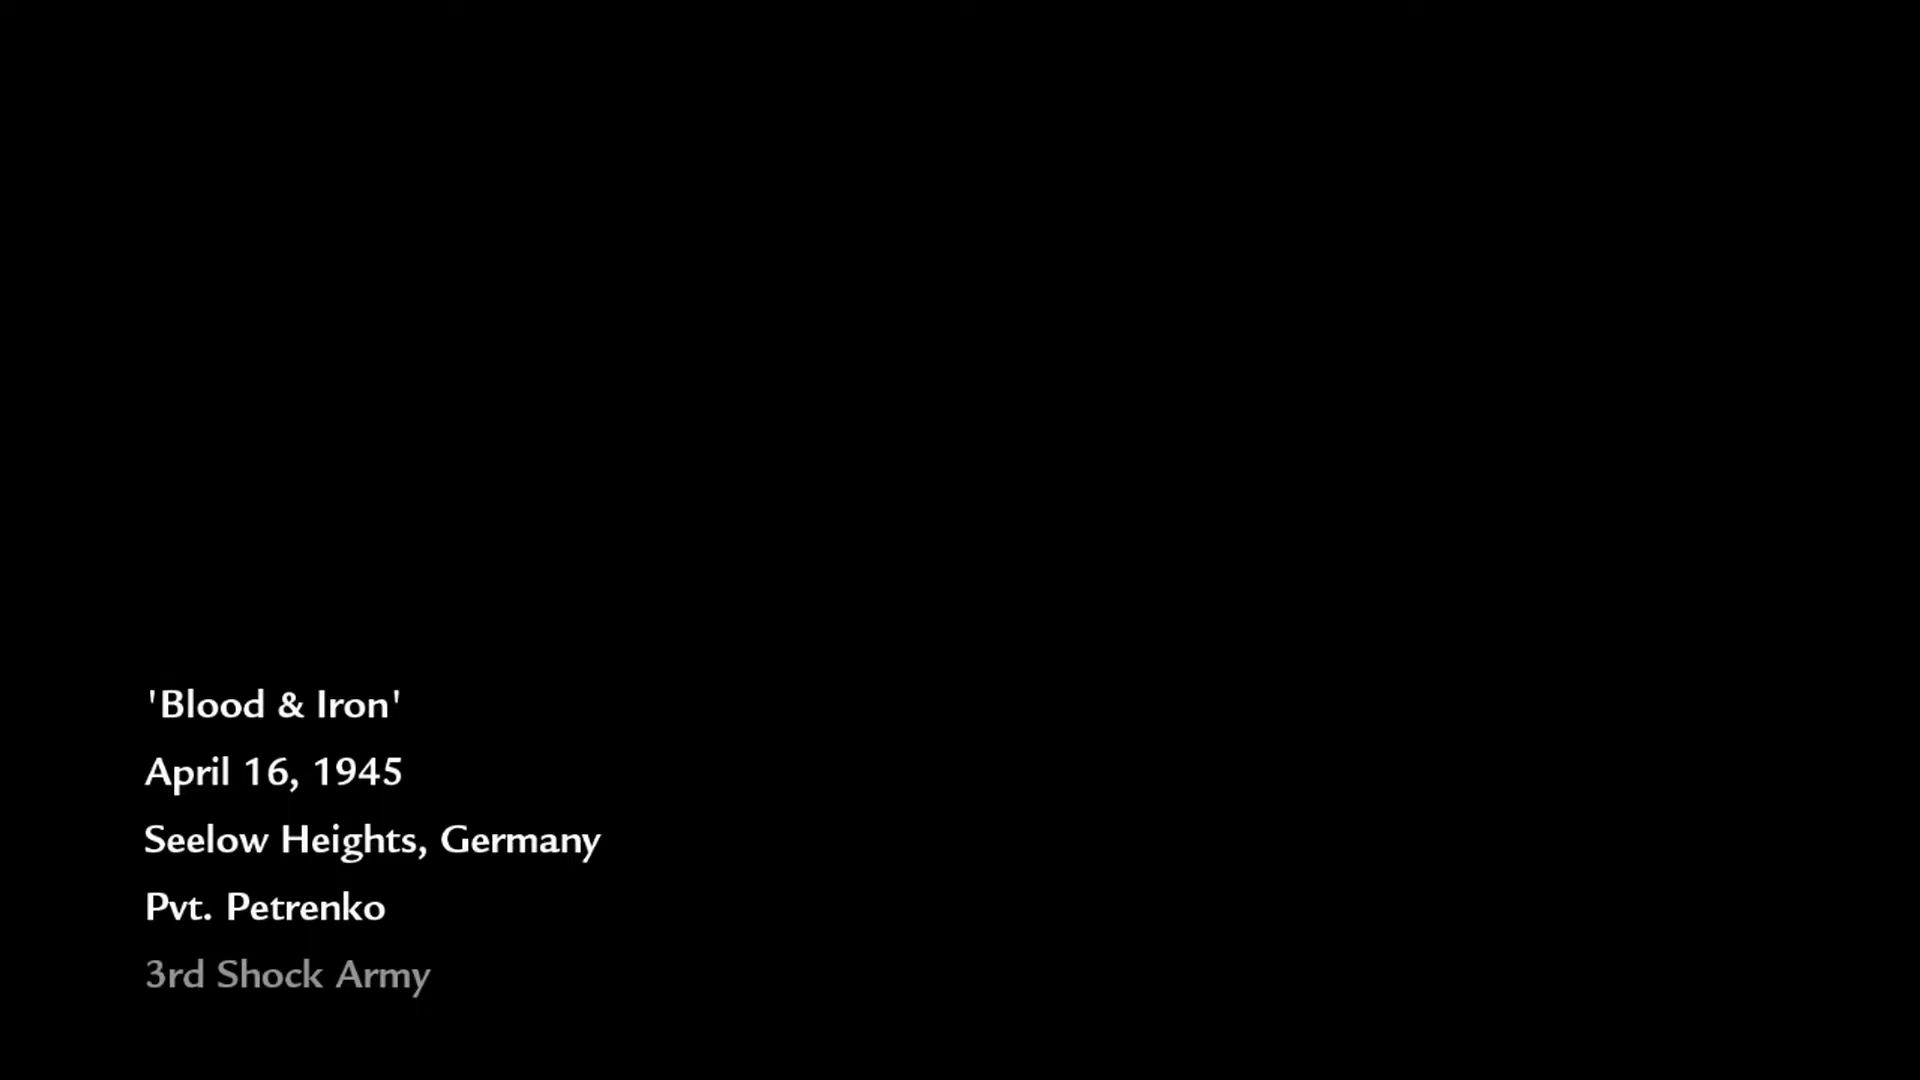 'Blood & Iron'
April 16, 1945
Seelow Heights, Germany
Pvt. Petrenko
3rd Shock Army